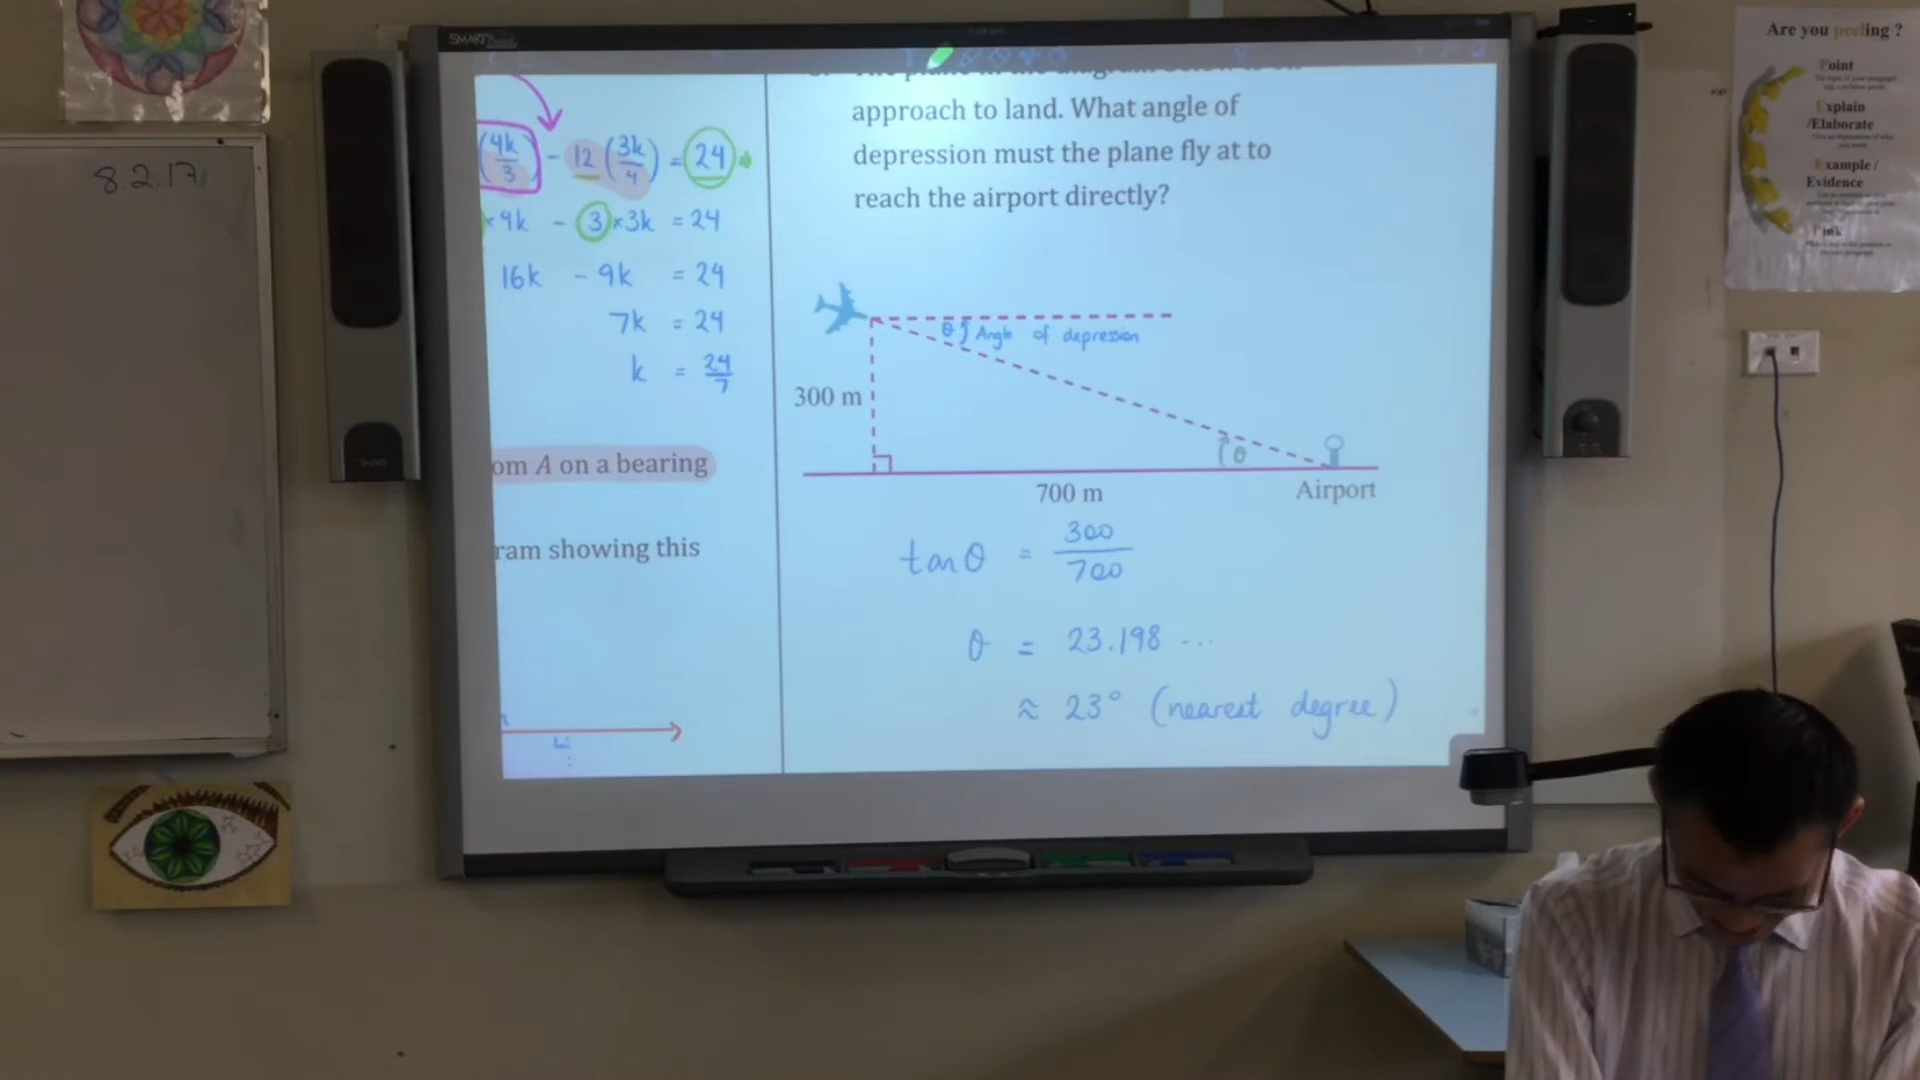 SMART
8.2.17
(4k/3) - 12 (3k/4) = 24
×4k - 3×3k = 24
16k - 9k = 24
7k = 24
k = 24/7
om A on a bearing
ram showing this
approach to land. What angle of
depression must the plane fly at to
reach the airport directly?
θ Angle of depression
300 m
θ
700 m
Airport
tanθ = 300/700
θ = 23.198 ...
≈ 23° (nearest degree)
Are you peeling ?
Point
Explain
/Elaborate
Example /
Evidence